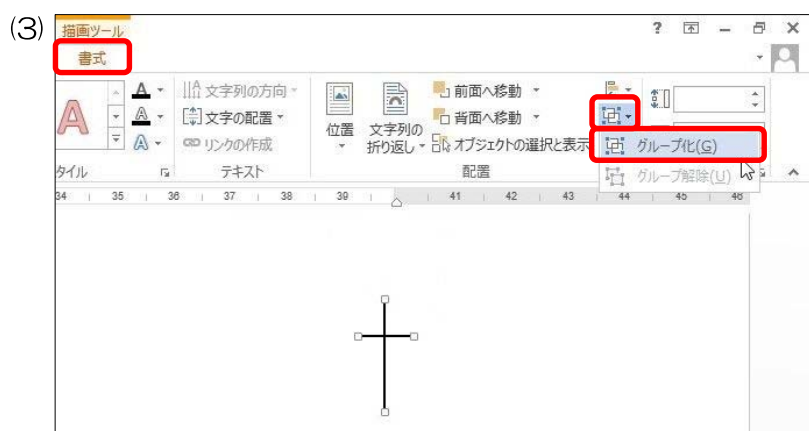 (3)
描画ツール
?
書式
A
A 文字列の方向
前面へ移動
A
A
文字の配置
背面へ移動
位置
文字列の
折り返し
A
リンクの作成
オブジェクトの選択と表示
グループ化(G)
タイル
テキスト
配置
グループ解除(U)
34 35 36 37 38 39 41 42 43 44 45 46